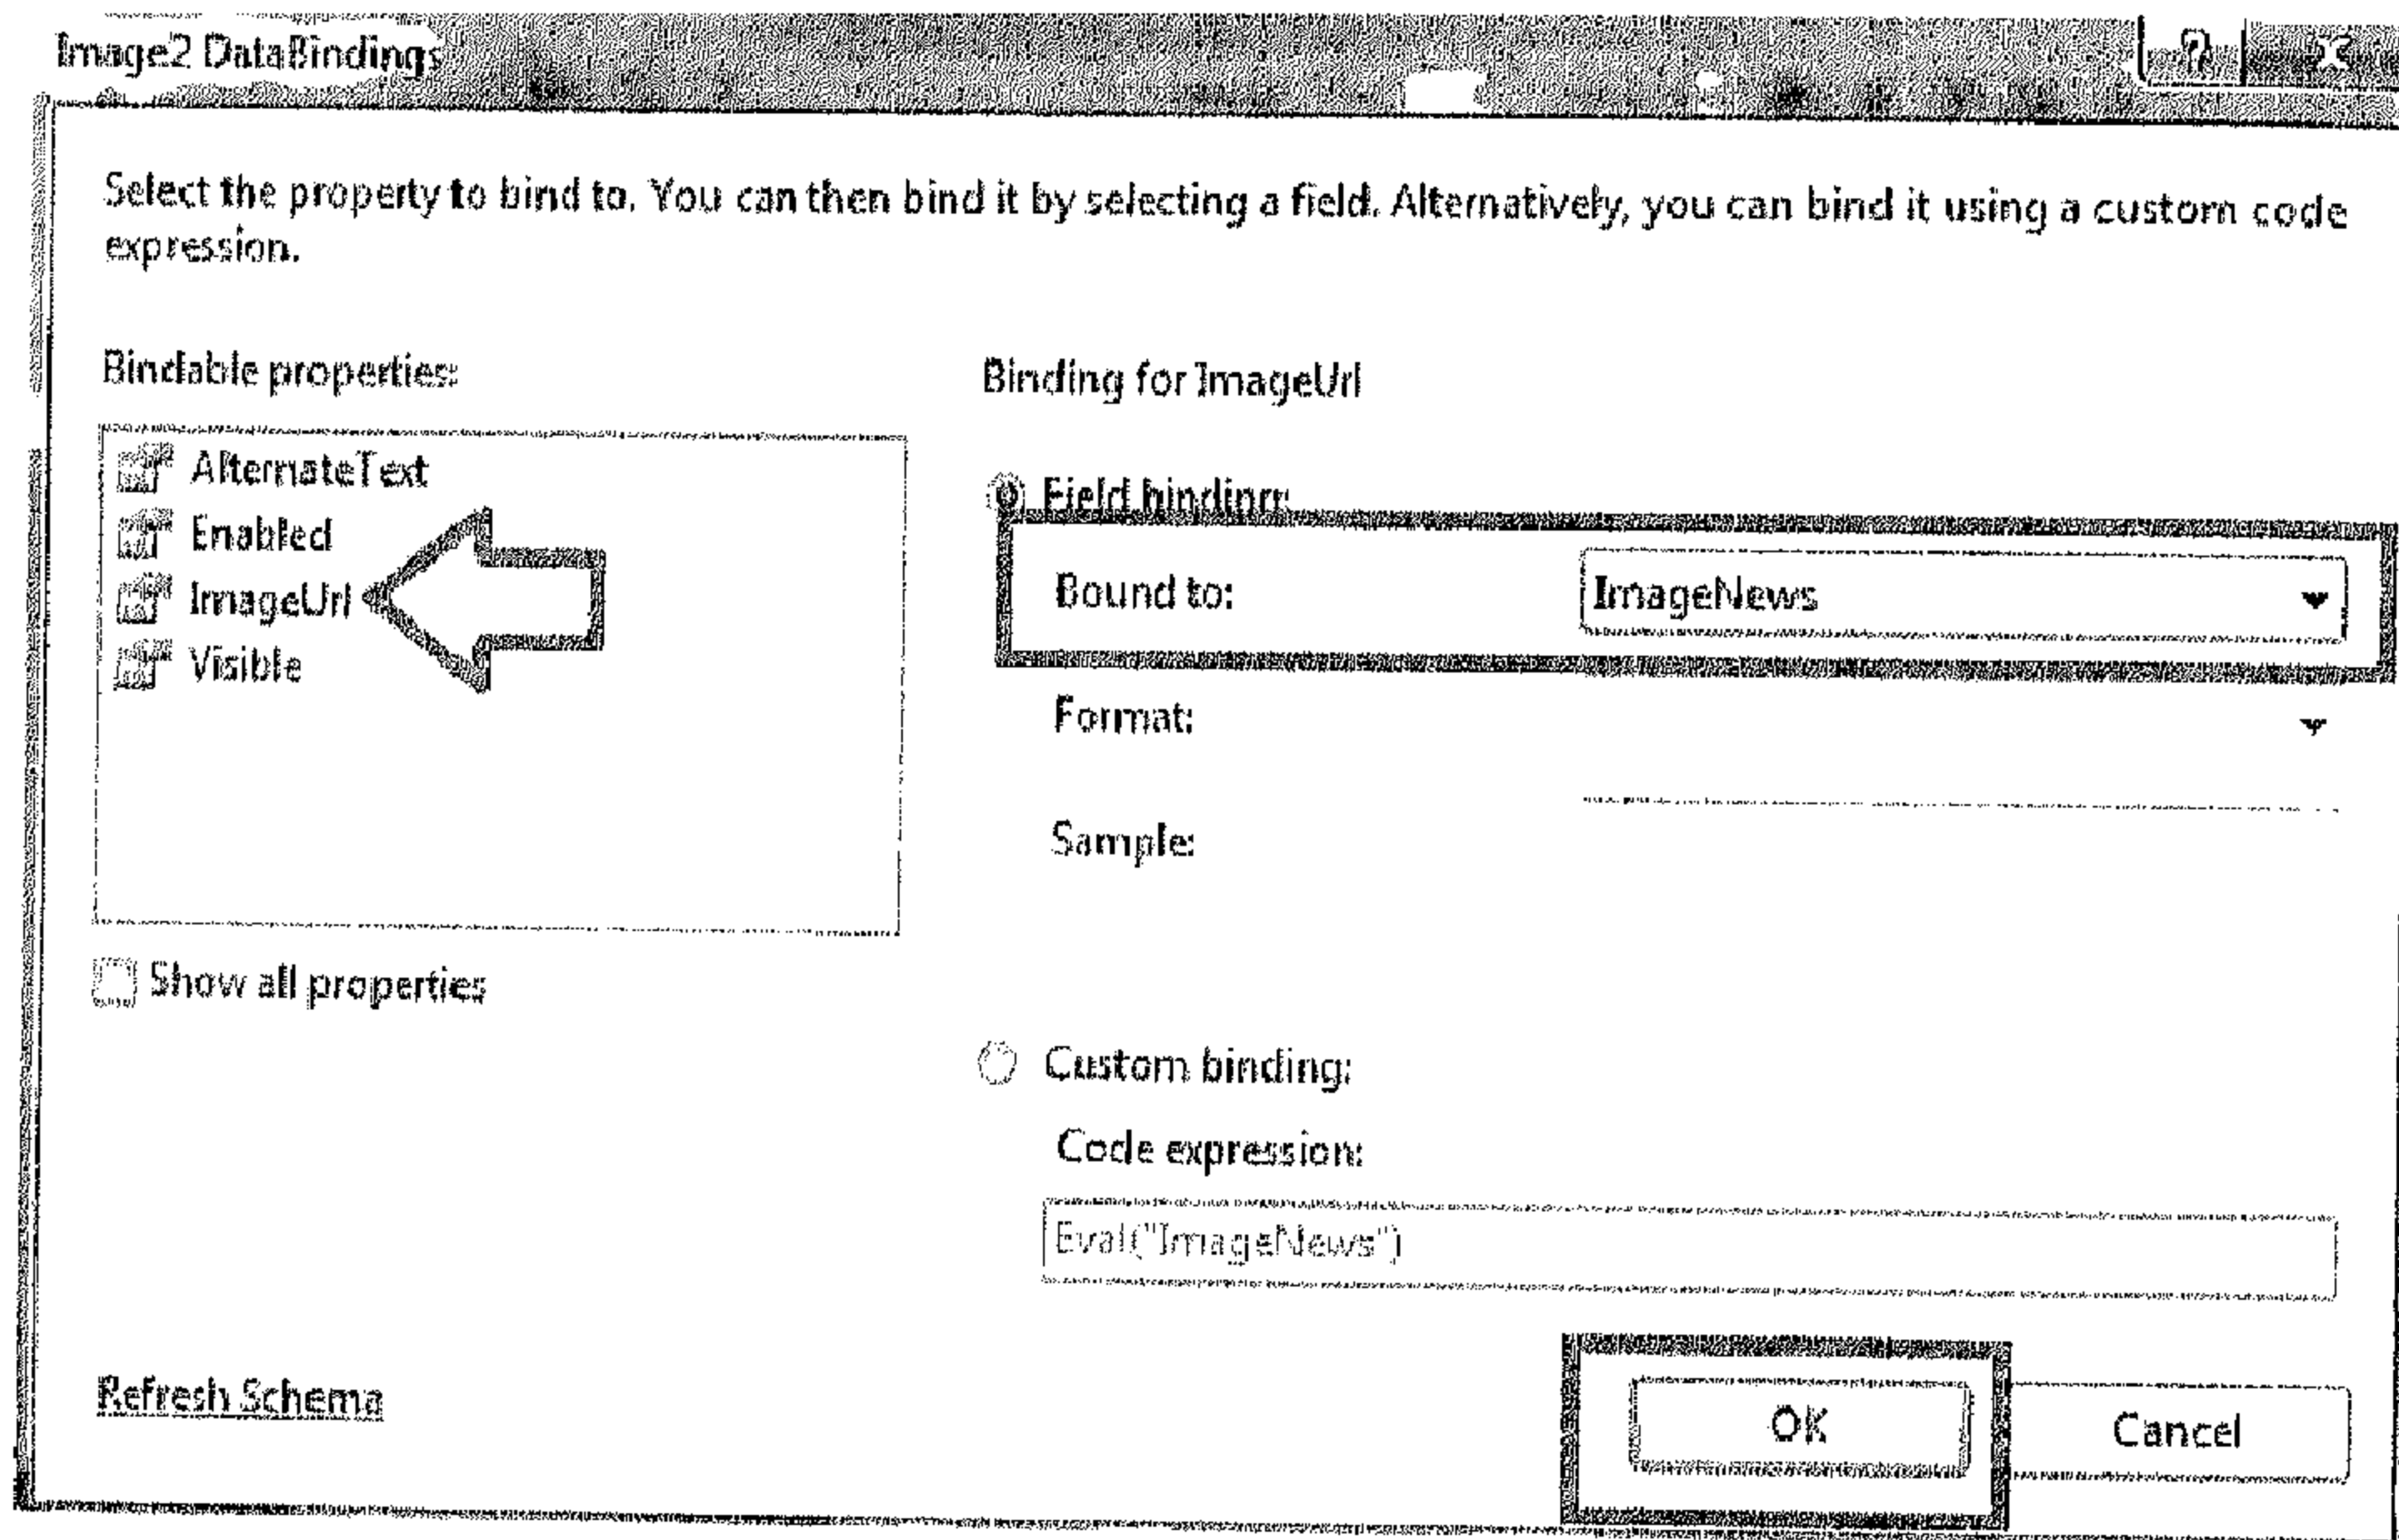 Image2 DataBindings
Select the property to bind to. You can then bind it by selecting a field. Alternatively, you can bind it using a custom code
expression.
Bindable properties:
AlternateText
Enabled
ImageUrl
Visible
Show all properties
Refresh Schema
Binding for ImageUrl
Field binding:
Bound to: ImageNews
Format:
Sample:
Custom binding:
Code expression:
Eval("ImageNews")
OK Cancel